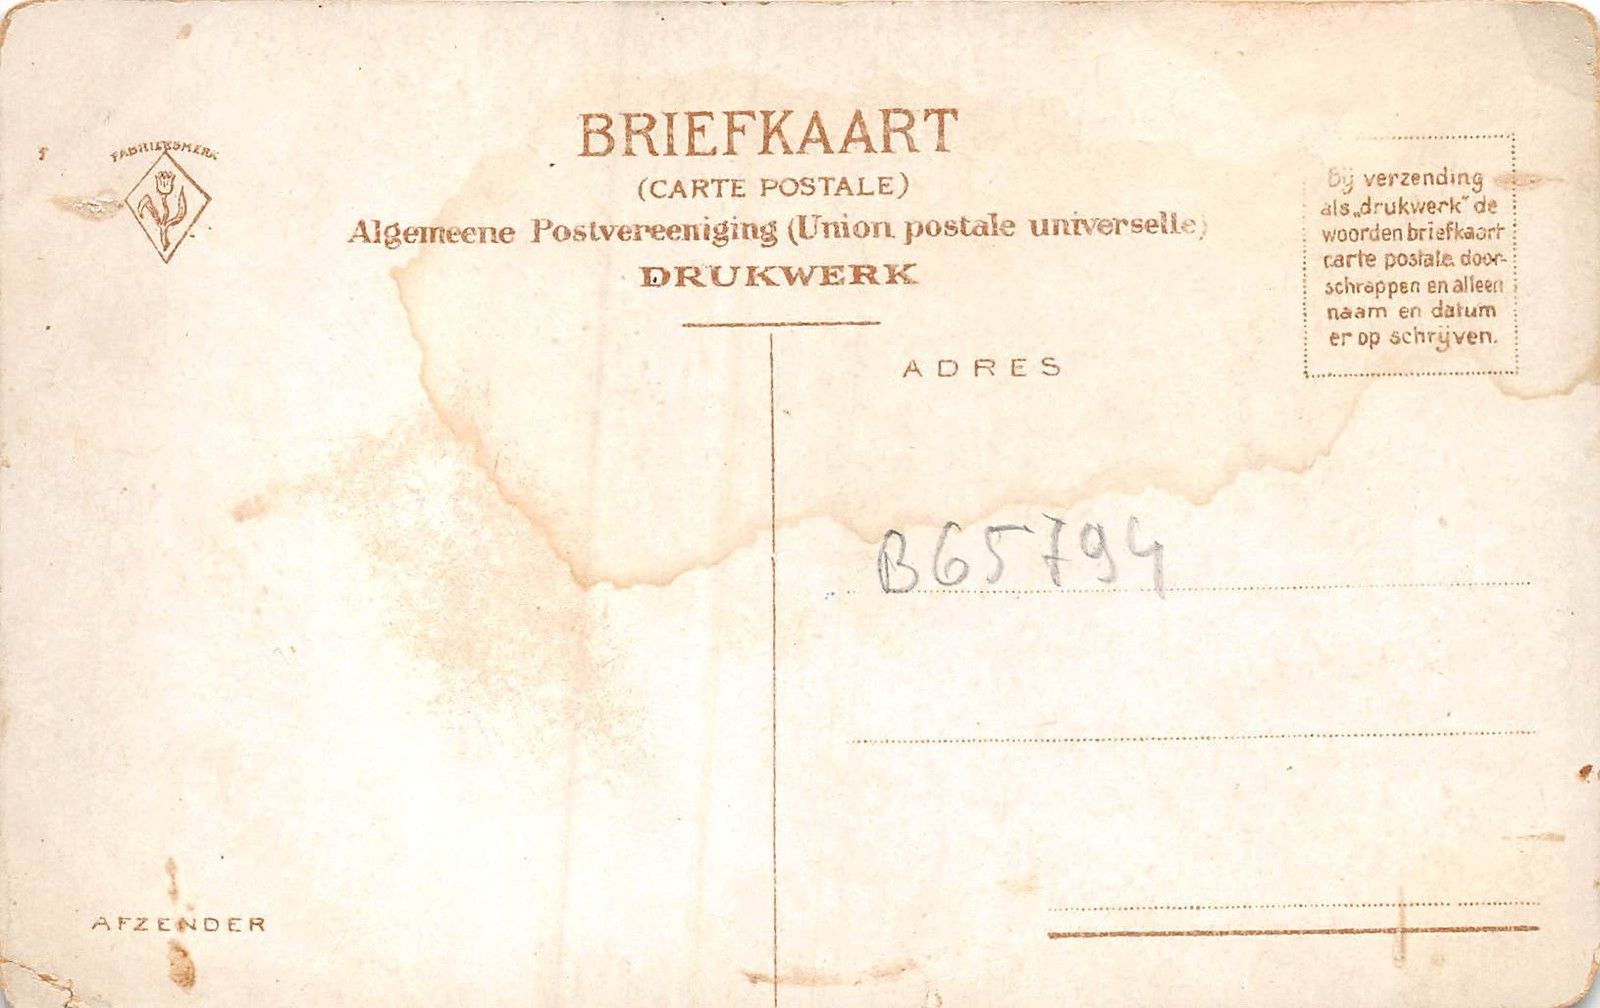 FABRIEKSMERK
BRIEFKAART
(CARTE POSTALE)
Algemeene Postvereeniging (Union postale universelle)
DRUKWERK
Bij verzending
als „drukwerk" de
woorden briefkaart
carte postale door-
schrappen en alleen
naam en datum
er op schrijven.
ADRES
B65794
AFZENDER